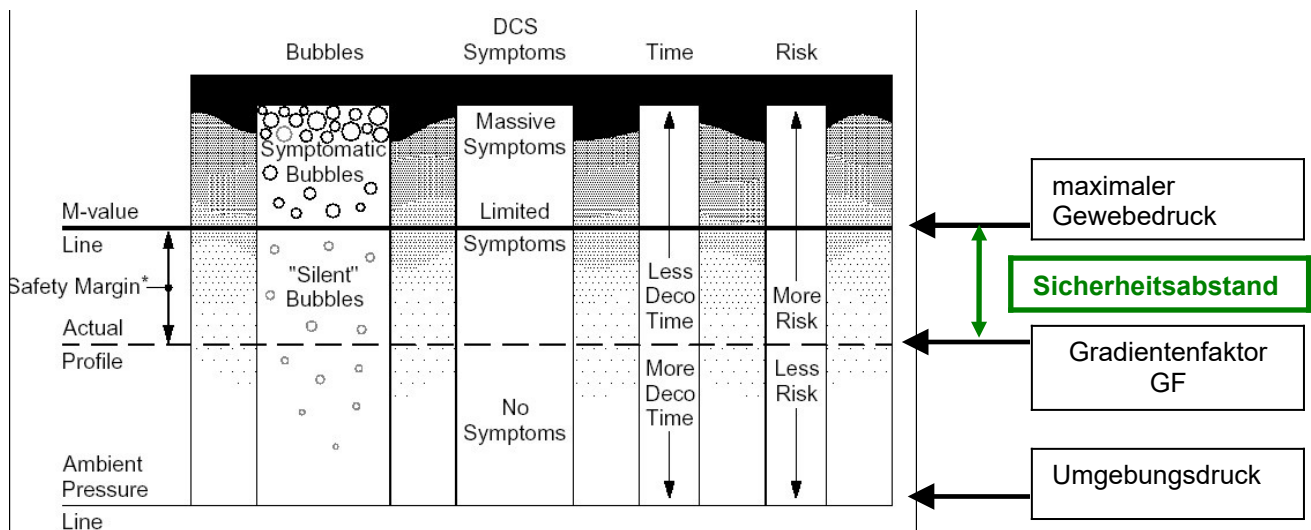 DCS
Bubbles
Symptoms
Time
Risk
Massive
Symptoms
Symptomatic
Bubbles
M-value
Limited
Line
Symptoms
Safety Margin*
"Silent"
Bubbles
Less
Deco
Time
More
Risk
Actual
Profile
More
Deco
Time
Less
Risk
No
Symptoms
Ambient
Pressure
Line
maximaler
Gewebedruck
Sicherheitsabstand
Gradientenfaktor
GF
Umgebungsdruck